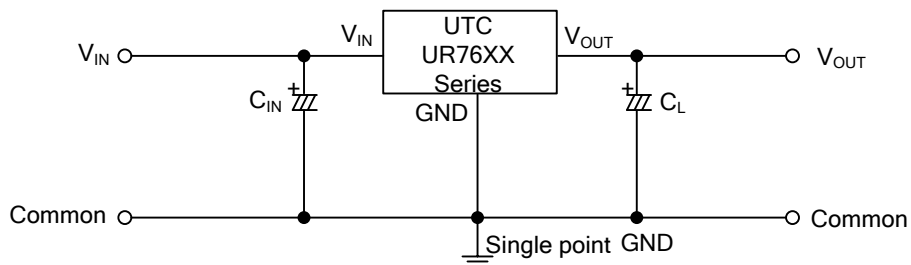 UTC
UR76XX
Series
V_IN
V_IN
V_OUT
V_OUT
+
C_IN
GND
+
C_L
Common
Common
Single point GND